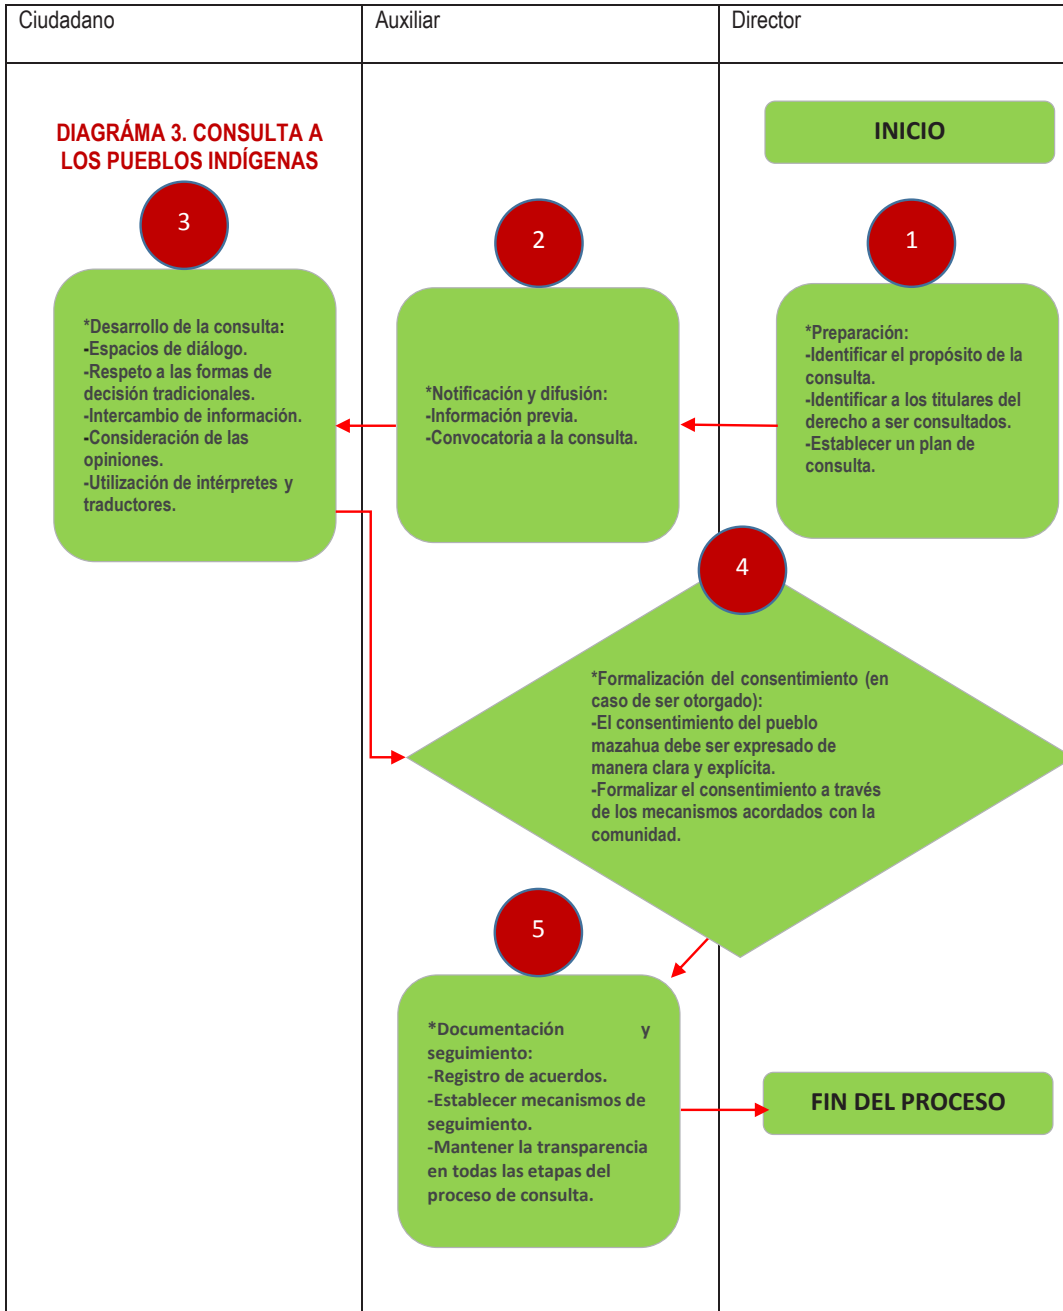 Ciudadano
Auxiliar
Director
DIAGRÁMA 3. CONSULTA A
LOS PUEBLOS INDÍGENAS
INICIO
1
*Preparación:
-Identificar el propósito de la
consulta.
-Identificar a los titulares del
derecho a ser consultados.
-Establecer un plan de
consulta.
2
*Notificación y difusión:
-Información previa.
-Convocatoria a la consulta.
3
*Desarrollo de la consulta:
-Espacios de diálogo.
-Respeto a las formas de
decisión tradicionales.
-Intercambio de información.
-Consideración de las
opiniones.
-Utilización de intérpretes y
traductores.
4
*Formalización del consentimiento (en
caso de ser otorgado):
-El consentimiento del pueblo
mazahua debe ser expresado de
manera clara y explícita.
-Formalizar el consentimiento a través
de los mecanismos acordados con la
comunidad.
5
*Documentación y
seguimiento:
-Registro de acuerdos.
-Establecer mecanismos de
seguimiento.
-Mantener la transparencia
en todas las etapas del
proceso de consulta.
FIN DEL PROCESO